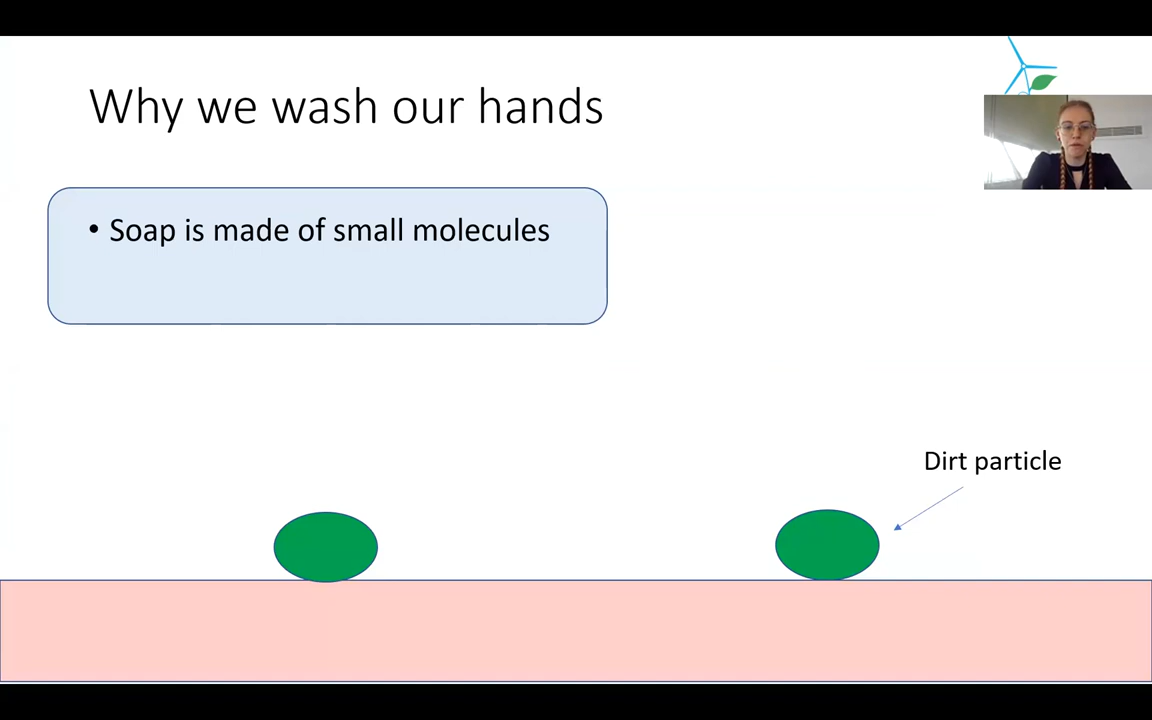 Why we wash our hands
• Soap is made of small molecules
Dirt particle